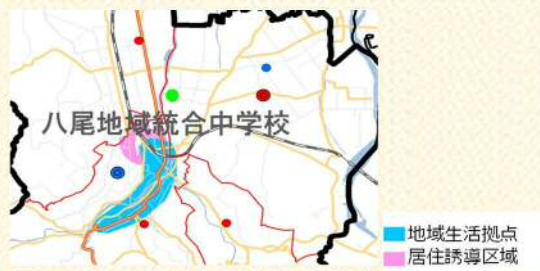 八尾地域統合中学校
地域生活拠点
居住誘導区域